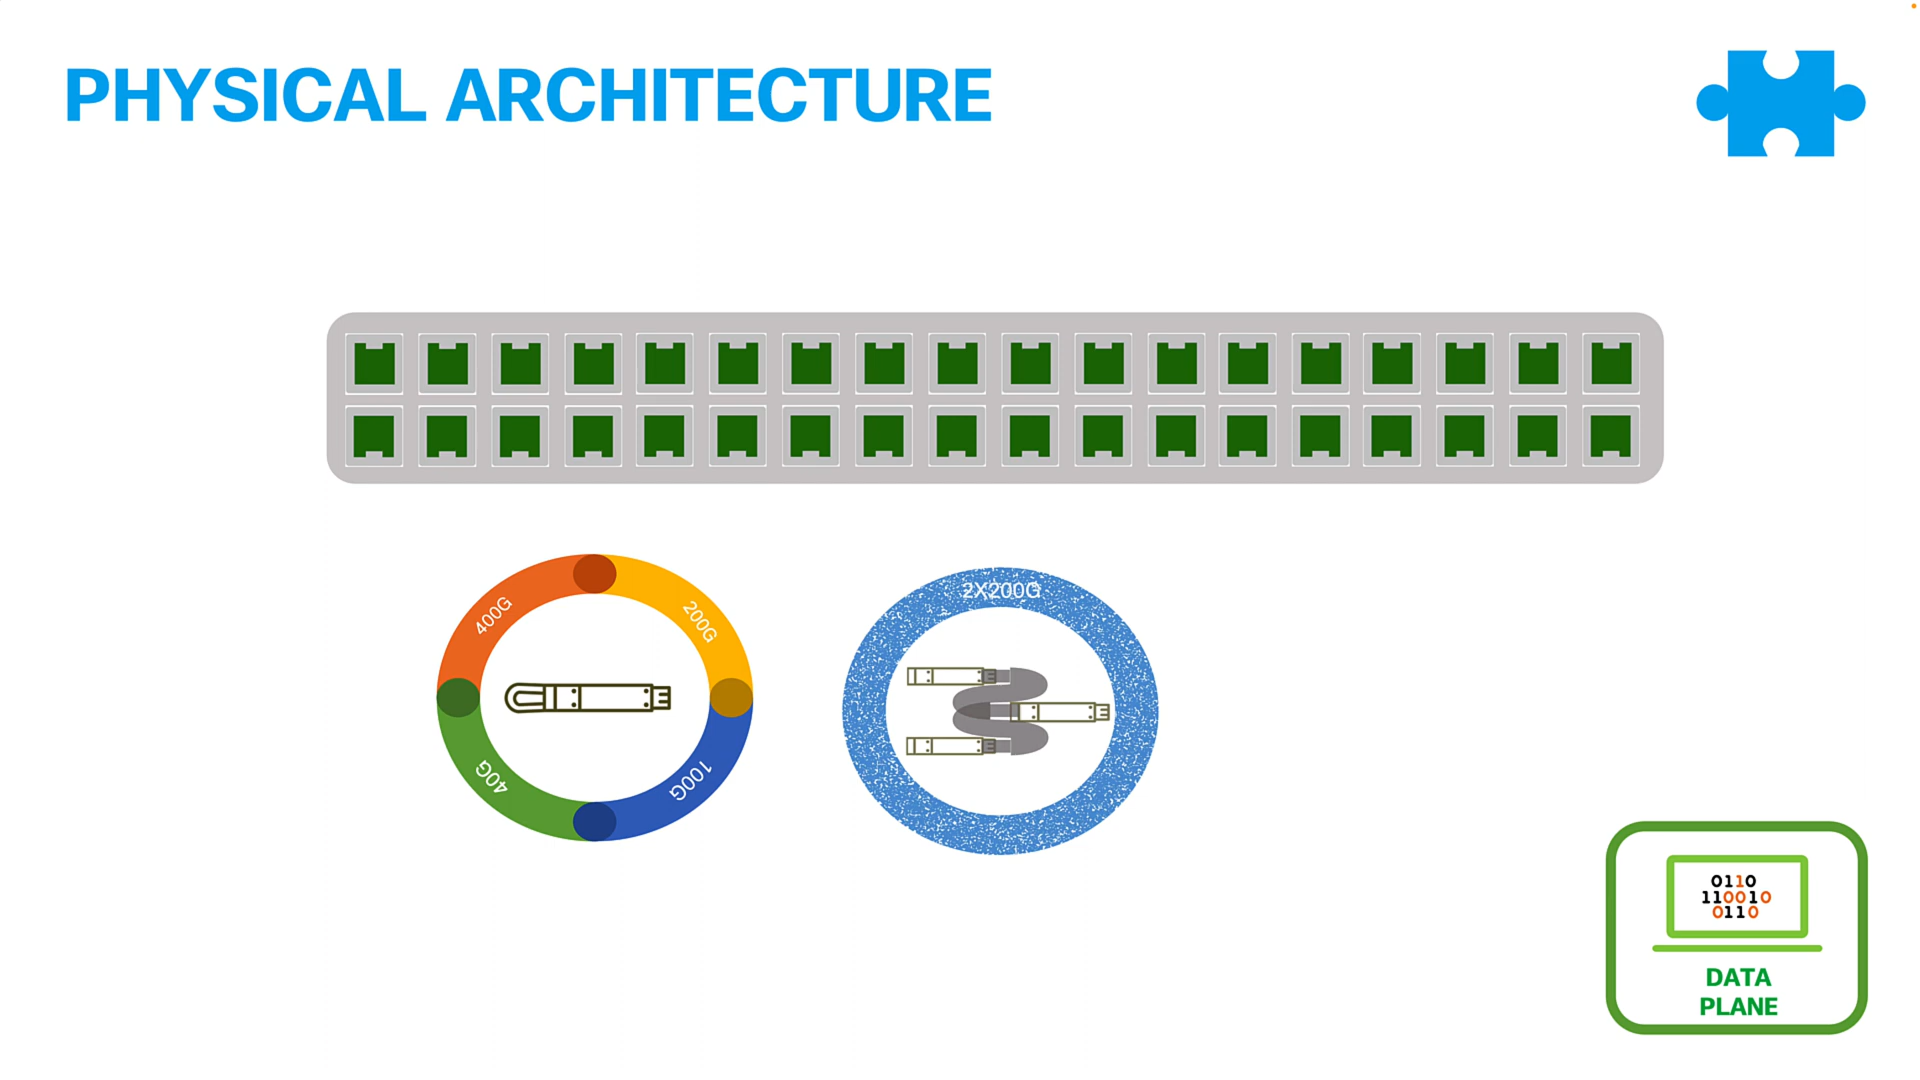 PHYSICAL ARCHITECTURE
400G
200G
40G
100G
2X200G
0110
110010
0110
DATA
PLANE